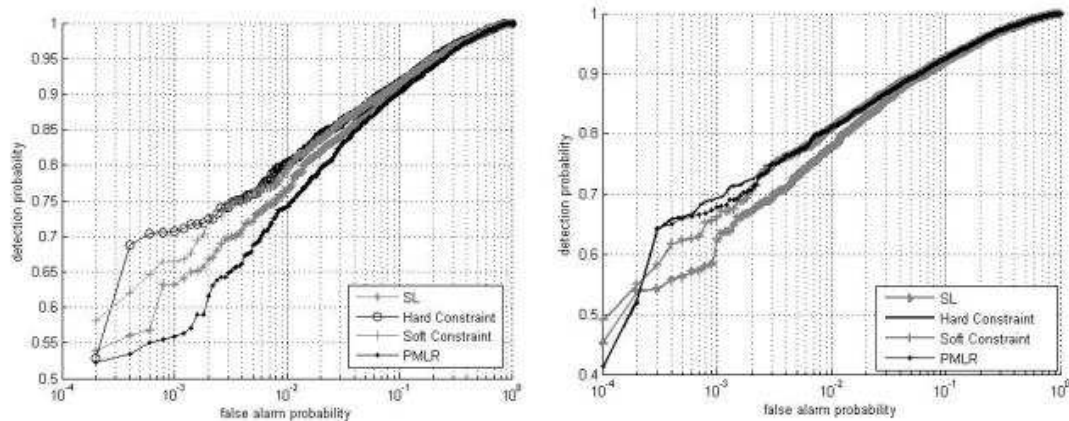 1
0.95
0.9
0.85
0.8
0.75
0.7
0.65
0.6
0.55
0.5
detection probability
10^-4
10^-3
10^-2
10^-1
10^0
false alarm probability
SL
Hard Constraint
Soft Constraint
PMLR
1
0.9
0.8
0.7
0.6
0.5
0.4
detection probability
10^-4
10^-3
10^-2
10^-1
10^0
false alarm probability
SL
Hard Constraint
Soft Constraint
PMLR